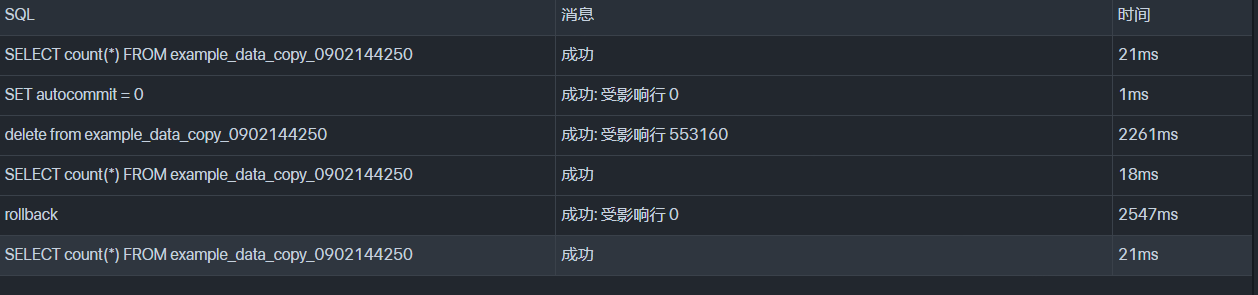 SQL 消息 时间
SELECT count(*) FROM example_data_copy_0902144250 成功 21ms
SET autocommit = 0 成功: 受影响行 0 1ms
delete from example_data_copy_0902144250 成功: 受影响行 553160 2261ms
SELECT count(*) FROM example_data_copy_0902144250 成功 18ms
rollback 成功: 受影响行 0 2547ms
SELECT count(*) FROM example_data_copy_0902144250 成功 21ms